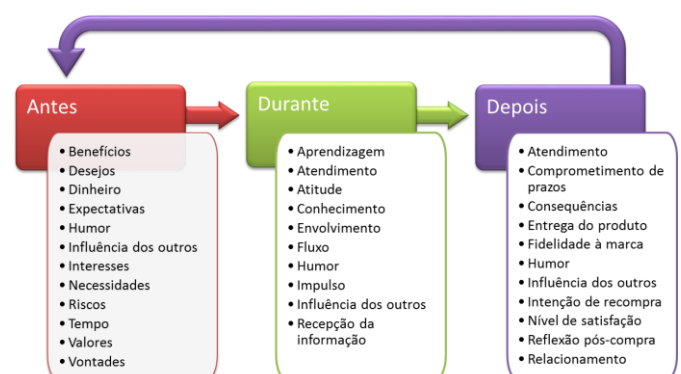 Antes
• Benefícios
• Desejos
• Dinheiro
• Expectativas
• Humor
• Influência dos outros
• Interesses
• Necessidades
• Riscos
• Tempo
• Valores
• Vontades
Durante
• Aprendizagem
• Atendimento
• Atitude
• Conhecimento
• Envolvimento
• Fluxo
• Humor
• Impulso
• Influência dos outros
• Recepção da
informação
Depois
• Atendimento
• Comprometimento de
prazos
• Consequências
• Entrega do produto
• Fidelidade à marca
• Humor
• Influência dos outros
• Intenção de recompra
• Nível de satisfação
• Reflexão pós-compra
• Relacionamento